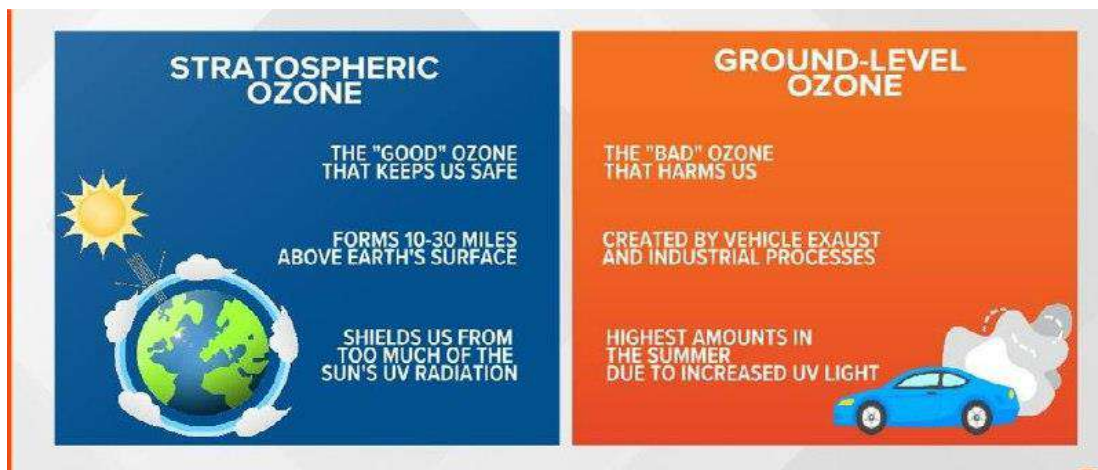 STRATOSPHERIC
OZONE
THE "GOOD" OZONE
THAT KEEPS US SAFE
FORMS 10-30 MILES
ABOVE EARTH'S SURFACE
SHIELDS US FROM
TOO MUCH OF THE
SUN'S UV RADIATION
GROUND-LEVEL
OZONE
THE "BAD" OZONE
THAT HARMS US
CREATED BY VEHICLE EXAUST
AND INDUSTRIAL PROCESSES
HIGHEST AMOUNTS IN
THE SUMMER
DUE TO INCREASED UV LIGHT